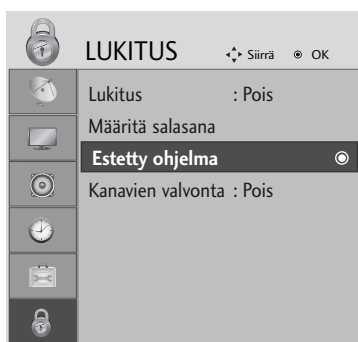 LUKITUS Siirrä OK
Lukitus : Pois
Määritä salasana
Estetty ohjelma
Kanavien valvonta : Pois